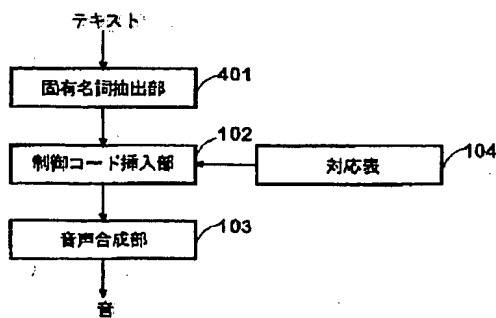 テキスト
固有名詞抽出部
401
制御コード挿入部
102
対応表
104
音声合成部
103
音